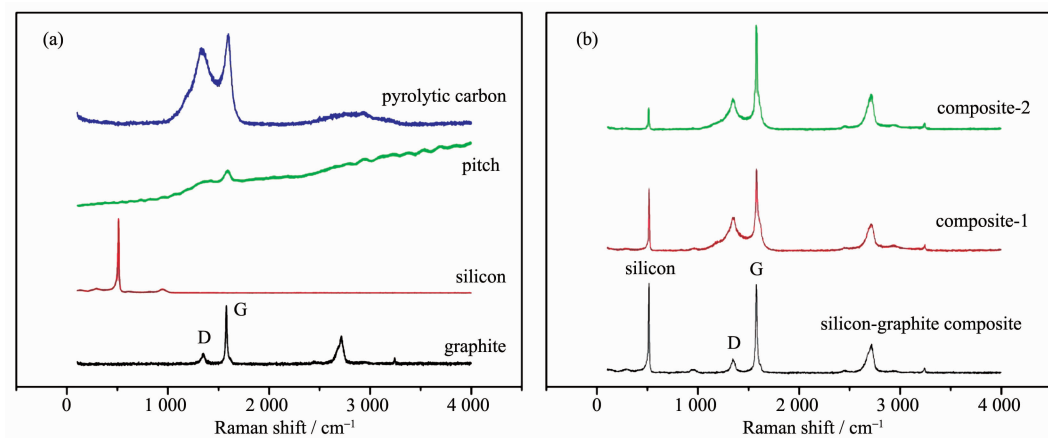 (a)
pyrolytic carbon
pitch
silicon
G
D
graphite
0 1 000 2 000 3 000 4 000
Raman shift / cm⁻¹
(b)
composite-2
composite-1
silicon
G
silicon-graphite composite
D
0 1 000 2 000 3 000 4 000
Raman shift / cm⁻¹